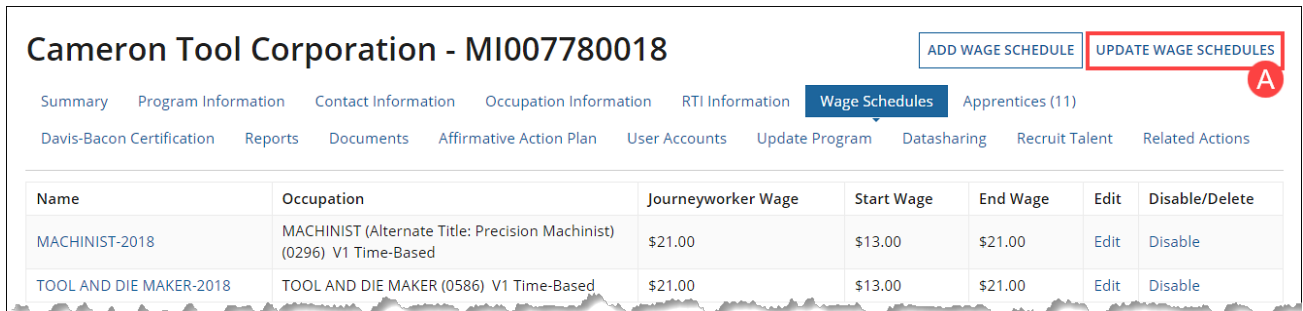 Cameron Tool Corporation - MI007780018
ADD WAGE SCHEDULE
UPDATE WAGE SCHEDULES
A
Summary Program Information Contact Information Occupation Information RTI Information Wage Schedules Apprentices (11)
Davis-Bacon Certification Reports Documents Affirmative Action Plan User Accounts Update Program Datasharing Recruit Talent Related Actions
Name Occupation Journeyworker Wage Start Wage End Wage Edit Disable/Delete
MACHINIST-2018 MACHINIST (Alternate Title: Precision Machinist) $21.00 $13.00 $21.00 Edit Disable
(0296) V1 Time-Based
TOOL AND DIE MAKER-2018 TOOL AND DIE MAKER (0586) V1 Time-Based $21.00 $13.00 $21.00 Edit Disable